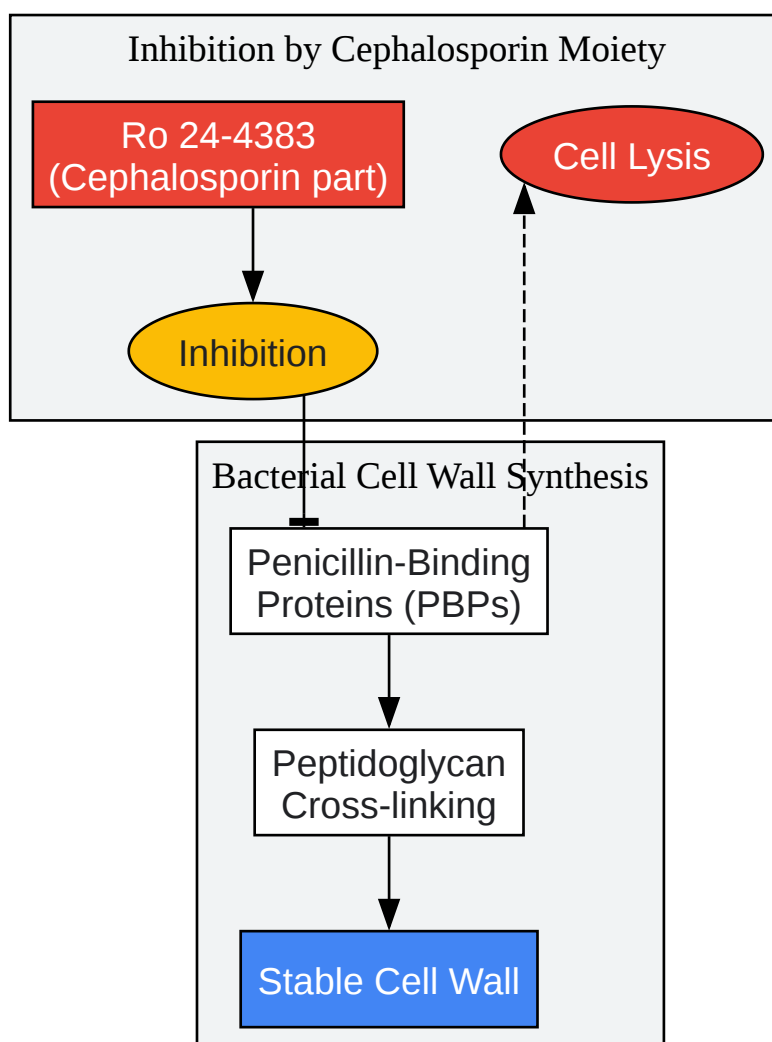 Inhibition by Cephalosporin Moiety
Ro 24-4383
(Cephalosporin part)
Cell Lysis
Inhibition
Bacterial Cell Wall Synthesis
Penicillin-Binding
Proteins (PBPs)
Peptidoglycan
Cross-linking
Stable Cell Wall